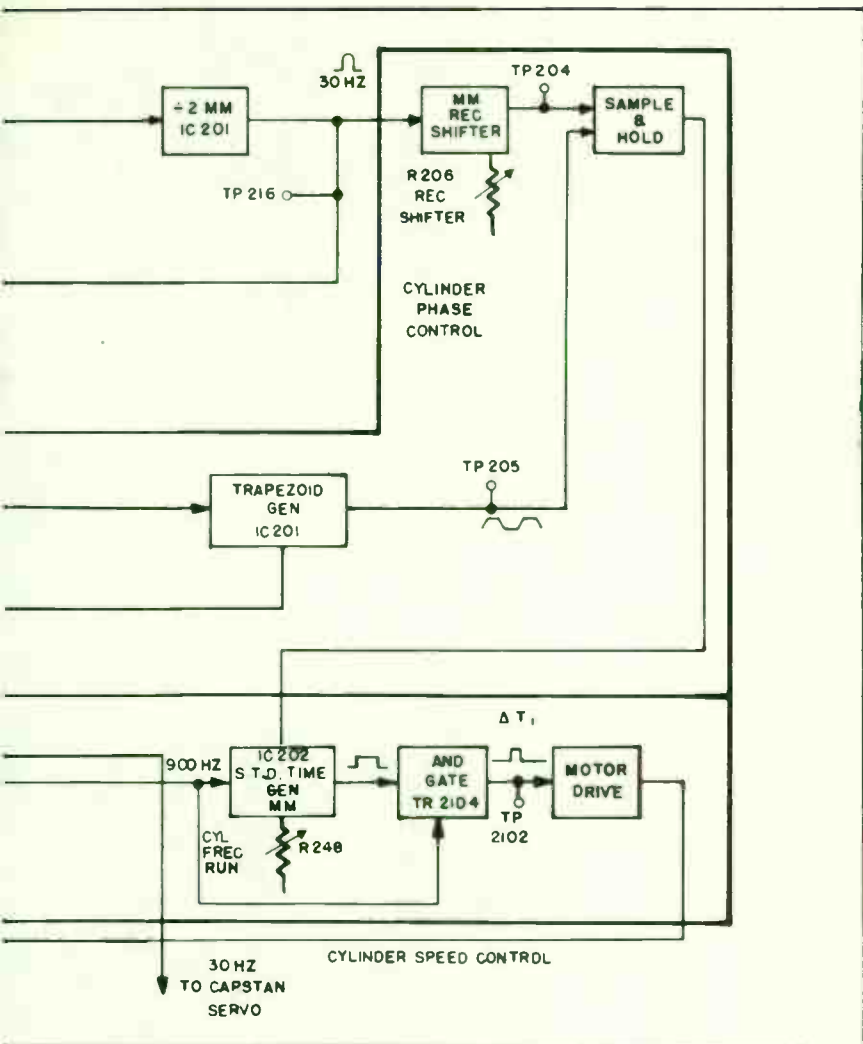 30 HZ
÷2 MM
IC 201
TP 216
MM
REC
SHIFTER
TP 204
SAMPLE
&
HOLD
R 206
REC
SHIFTER
CYLINDER
PHASE
CONTROL
TRAPEZOID
GEN
IC 201
TP 205
Δ T₁
900 HZ
IC 202
S.T.D. TIME
GEN
MM
AND
GATE
TR 2104
MOTOR
DRIVE
TP
2102
CYL
FREC
RUN
R 248
CYLINDER SPEED CONTROL
30 HZ
TO CAPSTAN
SERVO